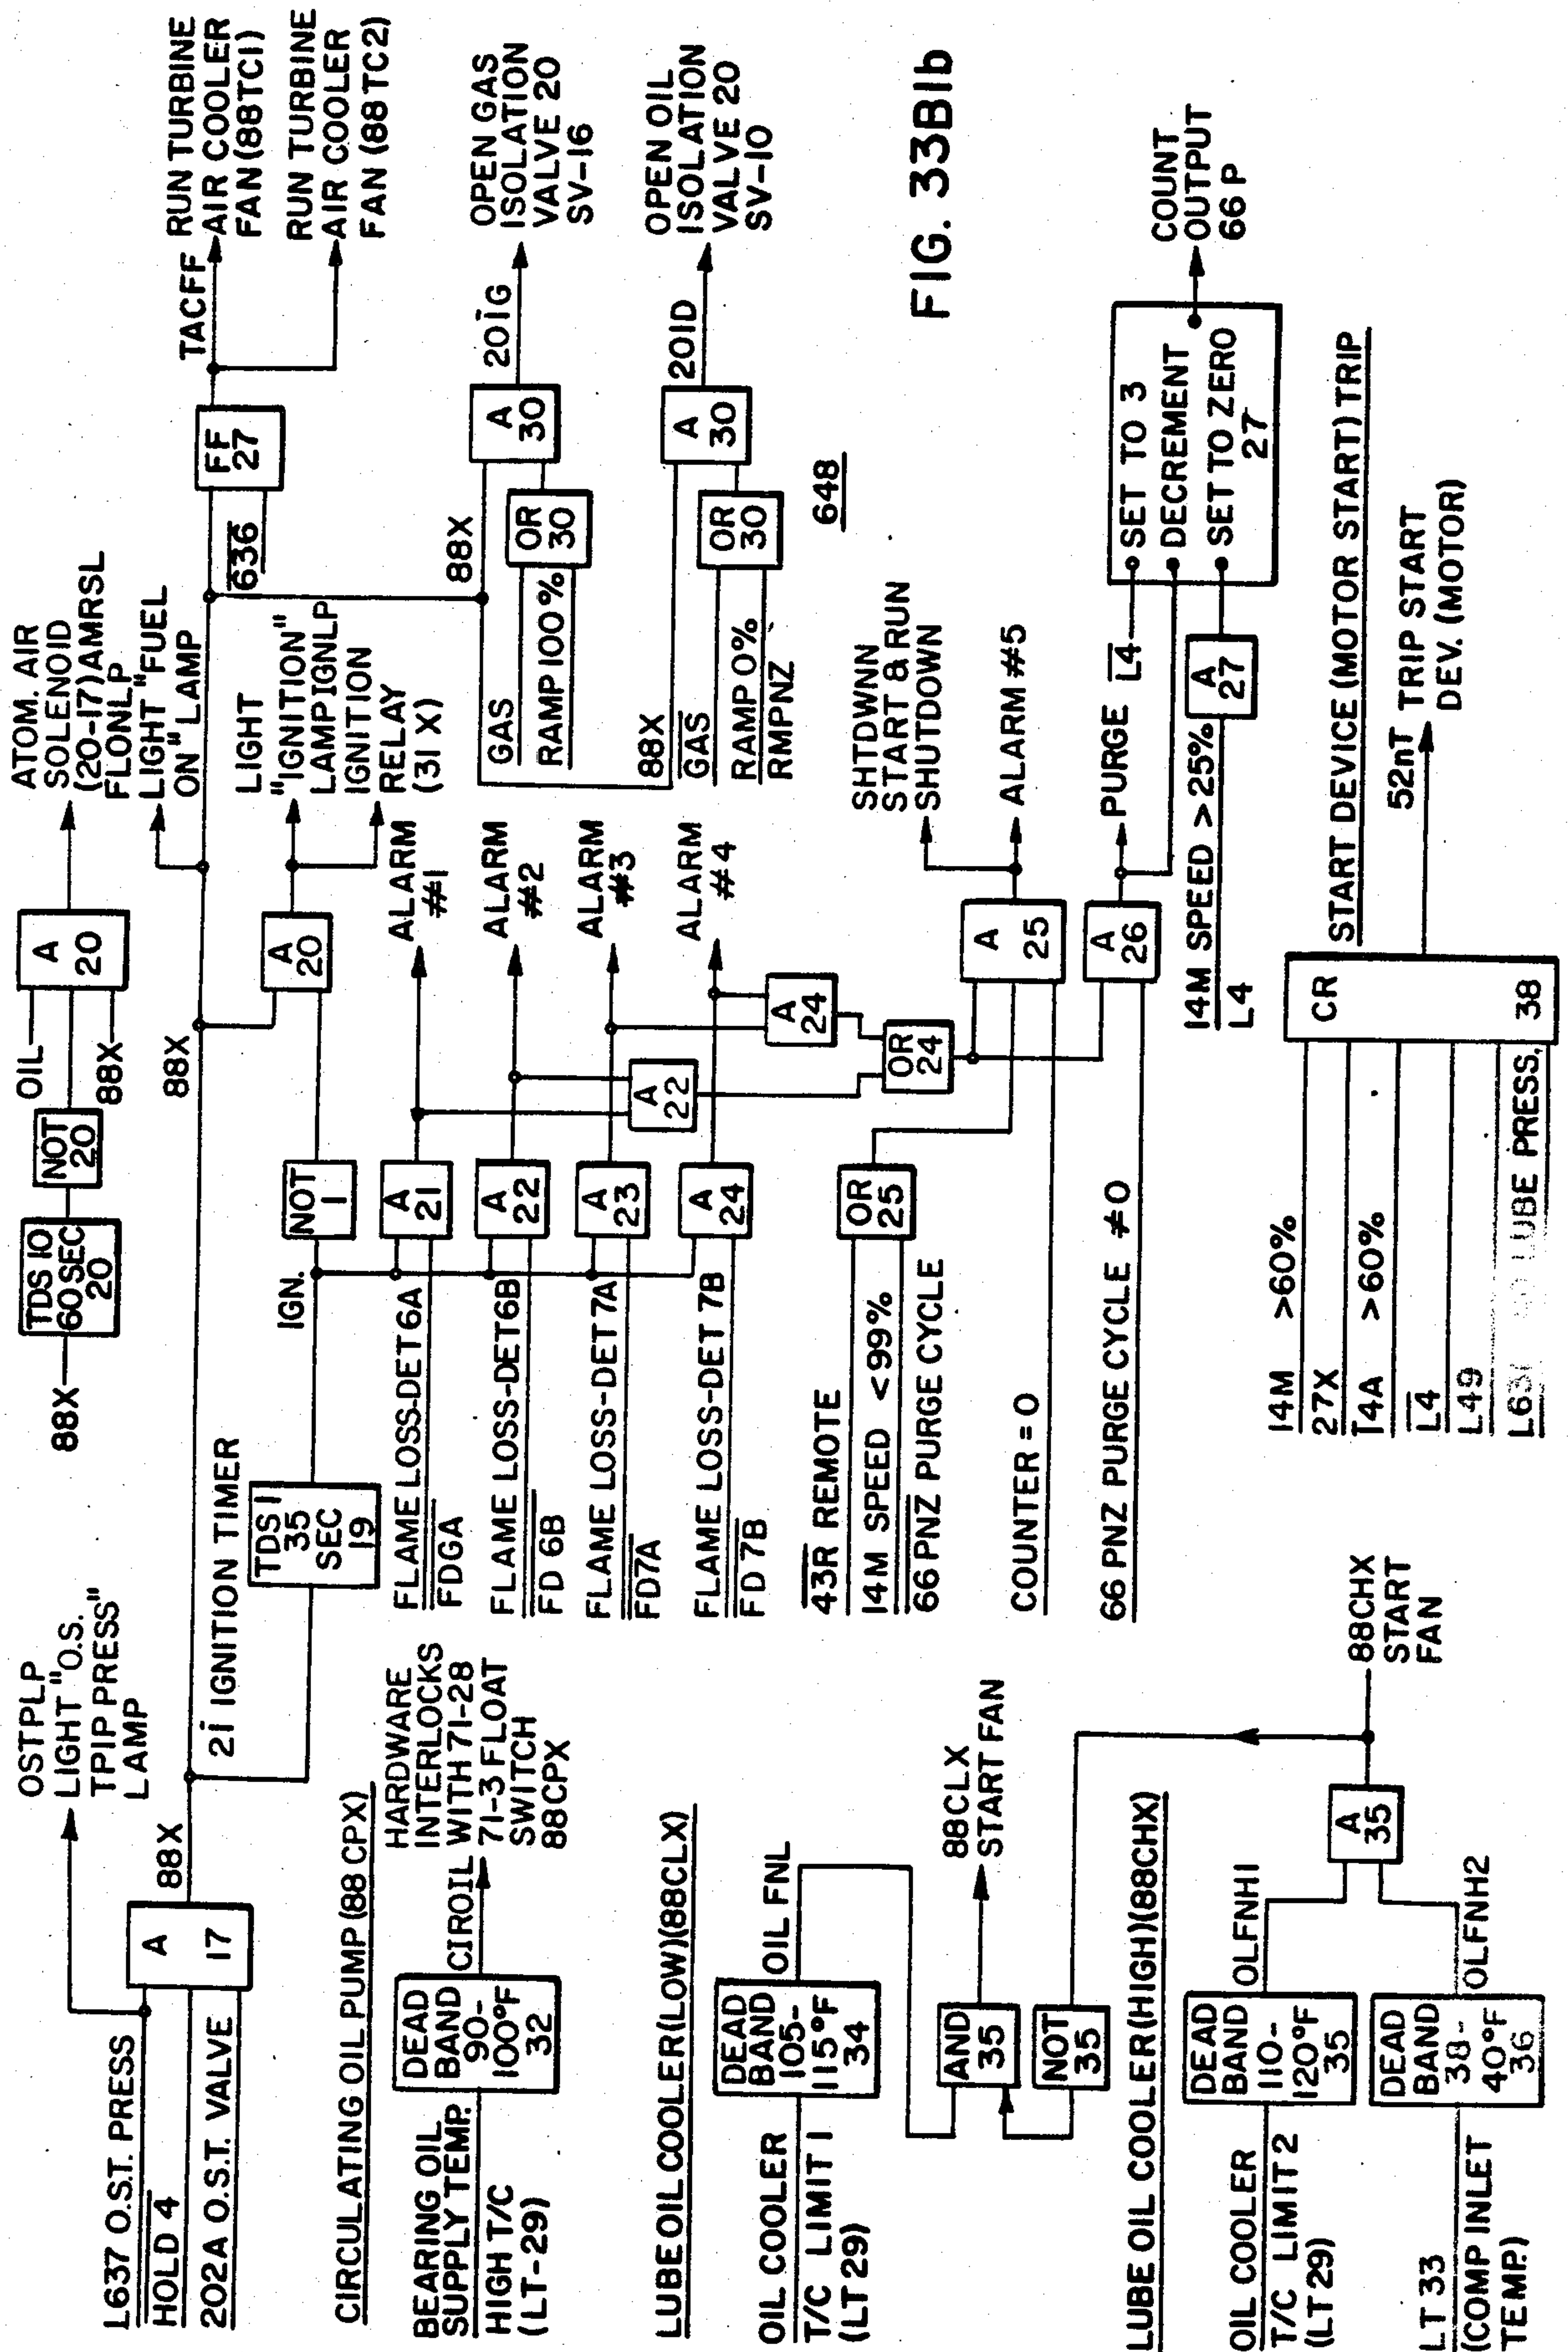 OSTPLP
LIGHT "O.S.
TPIP PRESS"
LAMP
L637 O.S.T. PRESS
HOLD 4
202A O.S.T. VALVE
A
17
88X
21 IGNITION TIMER
TDS 1
35
SEC
19
IGN.
NOT
1
88X
TDS 10
60 SEC
20
NOT
20
OIL
88X
A
20
ATOM. AIR
SOLENOID
(20-17) AMRSL
FLONLP
LIGHT "FUEL
ON" LAMP
88X
A
20
LIGHT
"IGNITION"
LAMPIGNLP
IGNITION
RELAY
(31 X)
636
FF
27
TACFF
RUN TURBINE
AIR COOLER
FAN (88TC1)
RUN TURBINE
AIR COOLER
FAN (88TC2)
88X
GAS
RAMP 100%
OR
30
A
30
201G
OPEN GAS
ISOLATION
VALVE 20
SV-16
88X
GAS
RAMP 0%
RMPNZ
OR
30
A
30
201D
OPEN OIL
ISOLATION
VALVE 20
SV-10
648
FIG. 33B1b
FLAME LOSS-DET 6A
FDGA
A
21
ALARM
#1
FLAME LOSS-DET 6B
FD 6B
A
22
ALARM
#2
FLAME LOSS-DET 7A
FD7A
A
23
ALARM
#3
FLAME LOSS-DET 7B
FD 7B
A
24
ALARM
#4
A
22
A
24
OR
24
43R REMOTE
14M SPEED <99%
66 PNZ PURGE CYCLE
OR
25
COUNTER = 0
A
25
SHTDWNN
START & RUN
SHUTDOWN
ALARM #5
66 PNZ PURGE CYCLE ≠0
A
26
PURGE
L4
14M SPEED >25%
L4
A
27
SET TO 3
DECREMENT
SET TO ZERO
27
COUNT
OUTPUT
66 P
CIRCULATING OIL PUMP (88 CPX)
BEARING OIL
SUPPLY TEMP.
HIGH T/C
(LT-29)
DEAD
BAND
90-
100°F
32
CIROIL
HARDWARE
INTERLOCKS
WITH 71-28
71-3 FLOAT
SWITCH
88CPX
LUBE OIL COOLER (LOW) (88CLX)
OIL COOLER
T/C LIMIT 1
(LT 29)
DEAD
BAND
105-
115°F
34
OIL FNL
AND
35
NOT
35
88CLX
START FAN
LUBE OIL COOLER (HIGH) (88CHX)
OIL COOLER
T/C LIMIT 2
(LT 29)
DEAD
BAND
110-
120°F
35
OLFNH1
LT 33
(COMP INLET
TEMP.)
DEAD
BAND
38-
40°F
36
OLFNH2
A
35
88CHX
START
FAN
START DEVICE (MOTOR START) TRIP
14M >60%
27X
14A >60%
L4
L49
LUBE PRESS.
CR
38
52nT
TRIP START
DEV. (MOTOR)